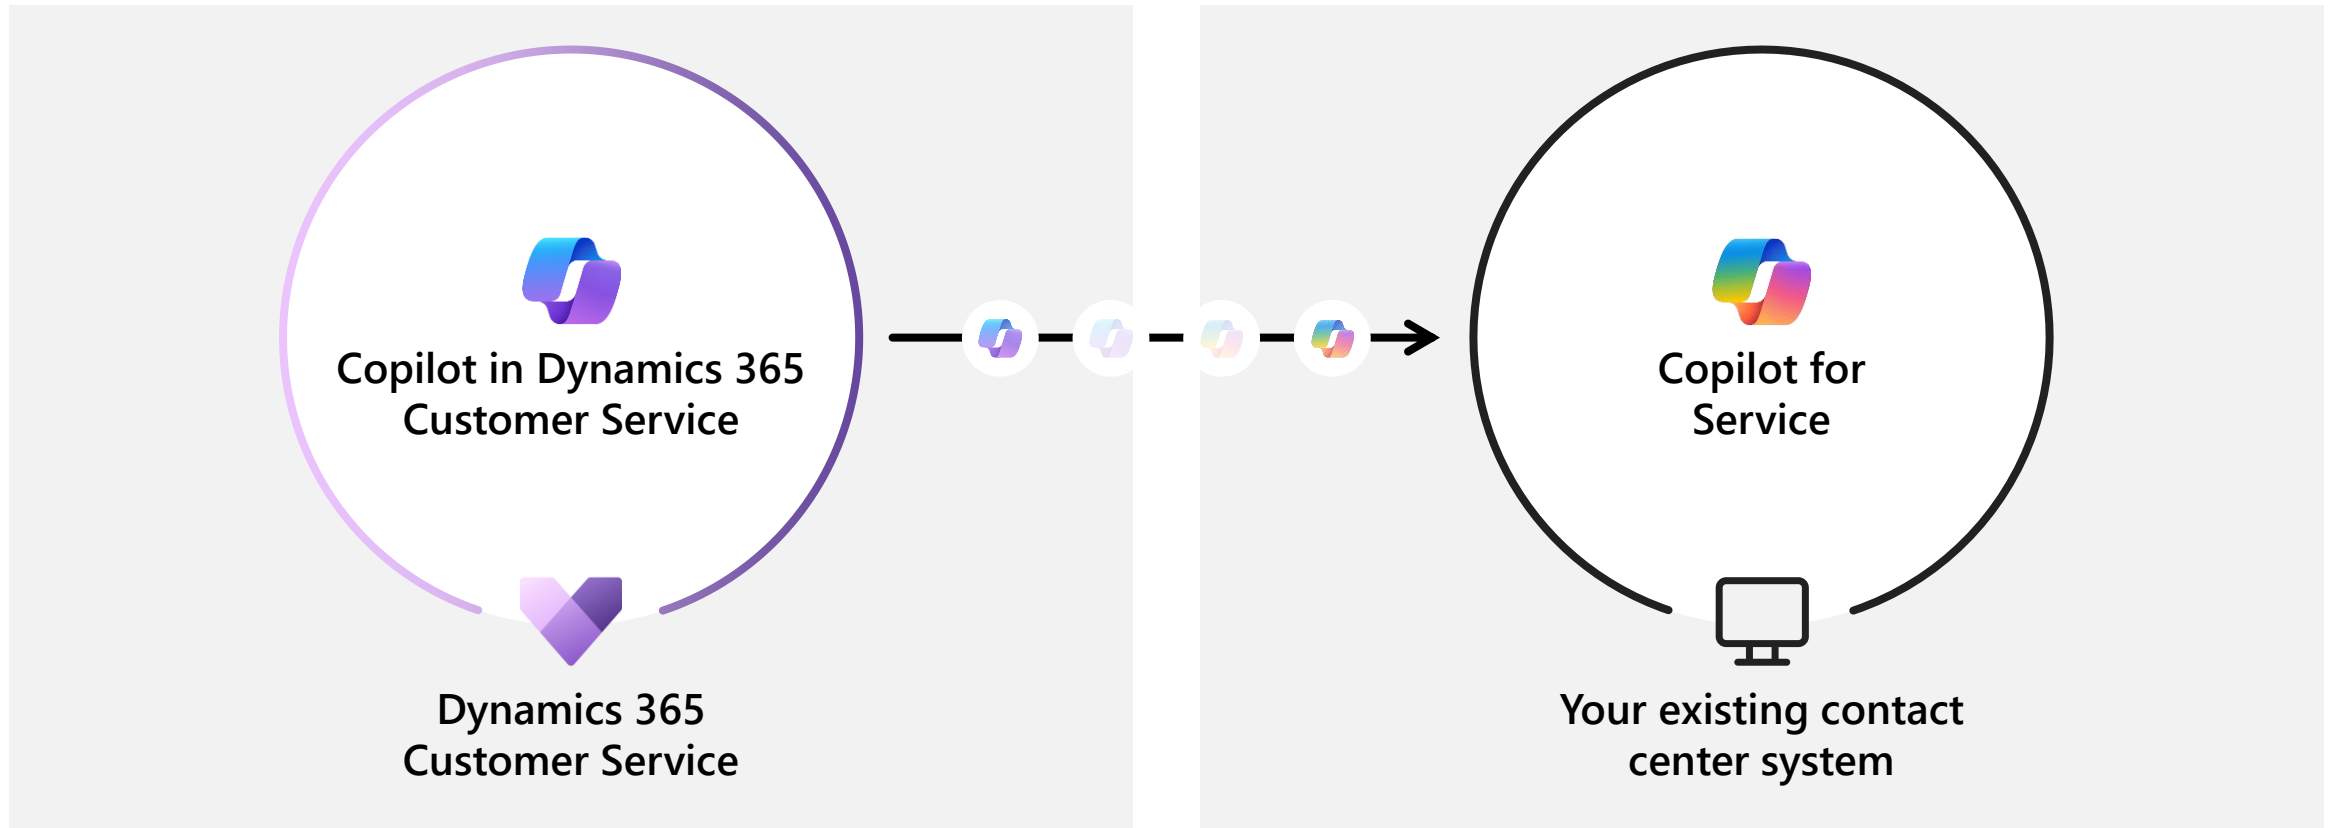 Copilot in Dynamics 365
Customer Service
Dynamics 365
Customer Service
Copilot for
Service
Your existing contact
center system